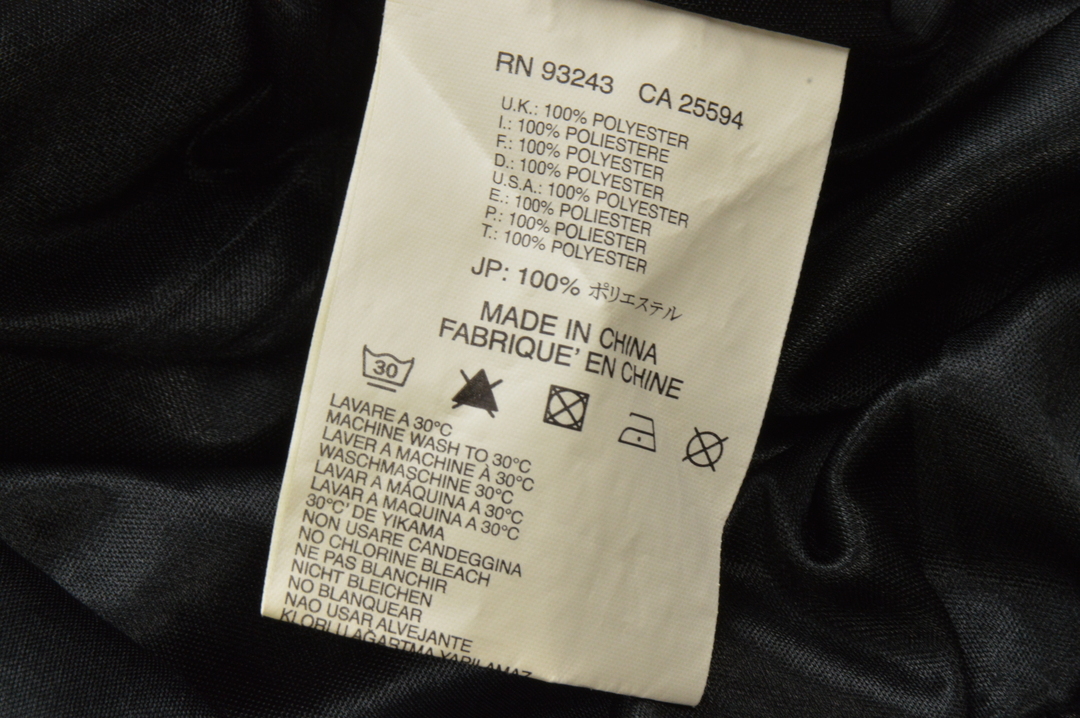 RN 93243 CA 25594
U.K.: 100% POLYESTER
I.: 100% POLIESTERE
F.: 100% POLYESTER
D.: 100% POLYESTER
U.S.A.: 100% POLYESTER
E.: 100% POLIESTER
P.: 100% POLIESTER
T.: 100% POLYESTER
JP: 100% ポリエステル
MADE IN CHINA
FABRIQUE' EN CHINE
30
LAVARE A 30°C
MACHINE WASH TO 30°C
LAVER A MACHINE À 30°C
WASCHMASCHINE 30°C
LAVAR A MÁQUINA A 30°C
LAVAR A MAQUINA A 30°C
30°C' DE YIKAMA
NON USARE CANDEGGINA
NO CHLORINE BLEACH
NE PAS BLANCHIR
NICHT BLEICHEN
NO BLANQUEAR
NAO USAR ALVEJANTE
KLORLU AĞARTMA YAPILAMAZ